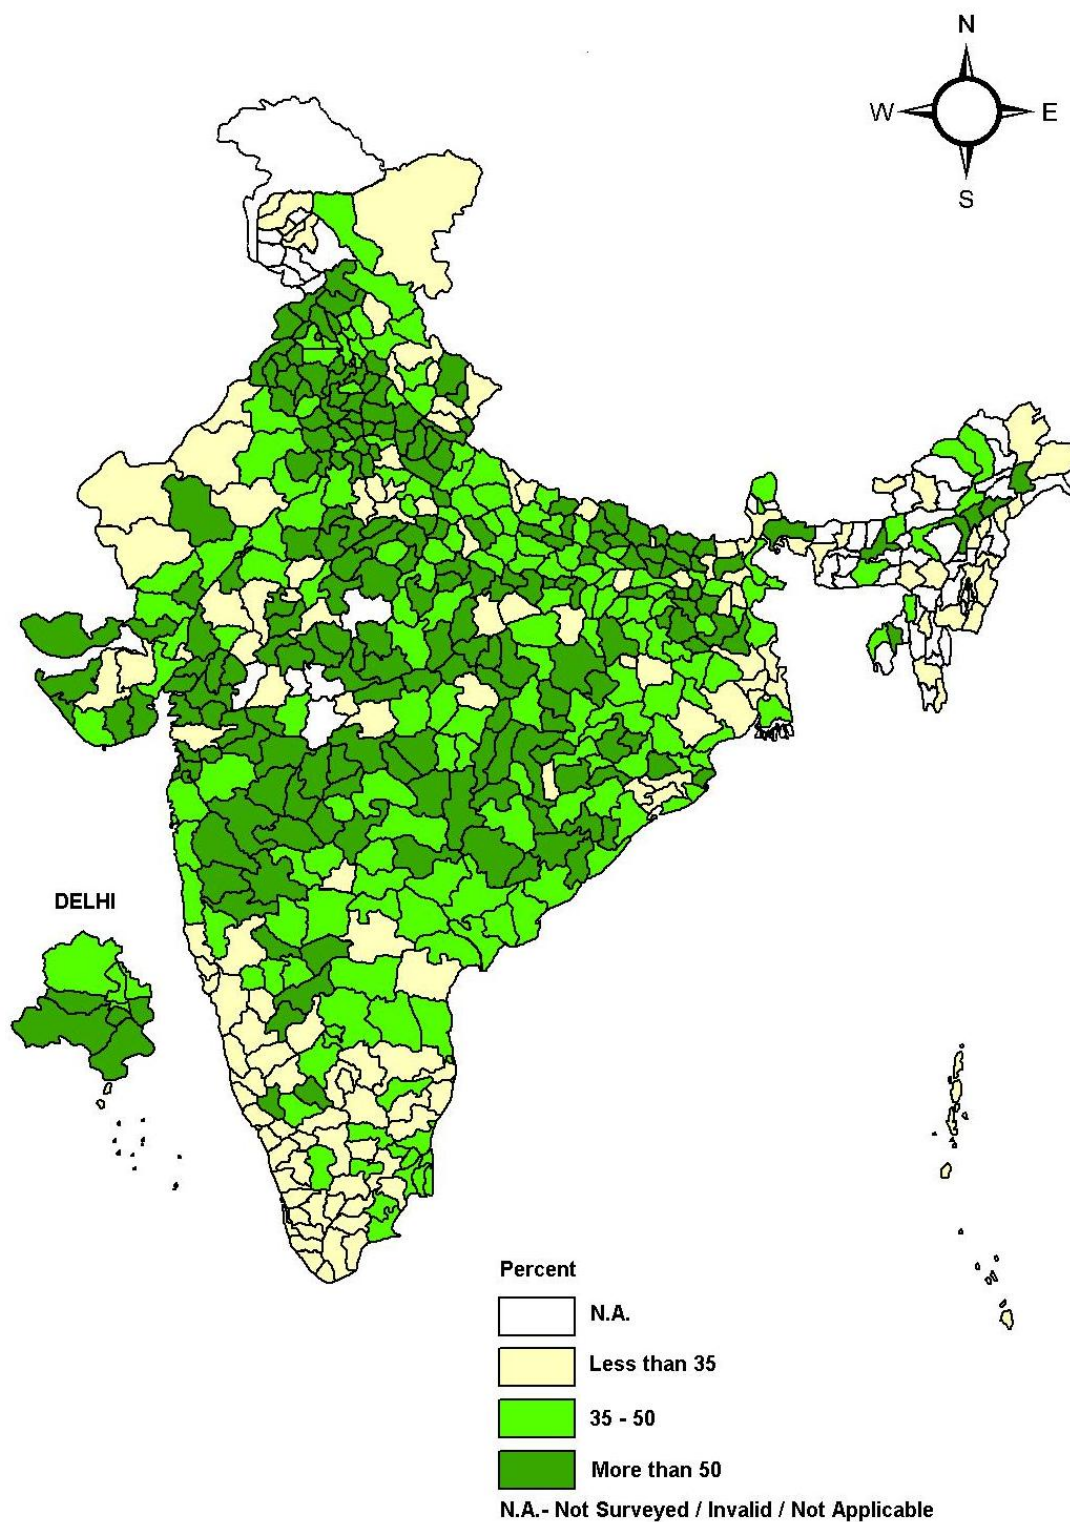 N
W E
S
DELHI
Percent
N.A.
Less than 35
35 - 50
More than 50
N.A.- Not Surveyed / Invalid / Not Applicable